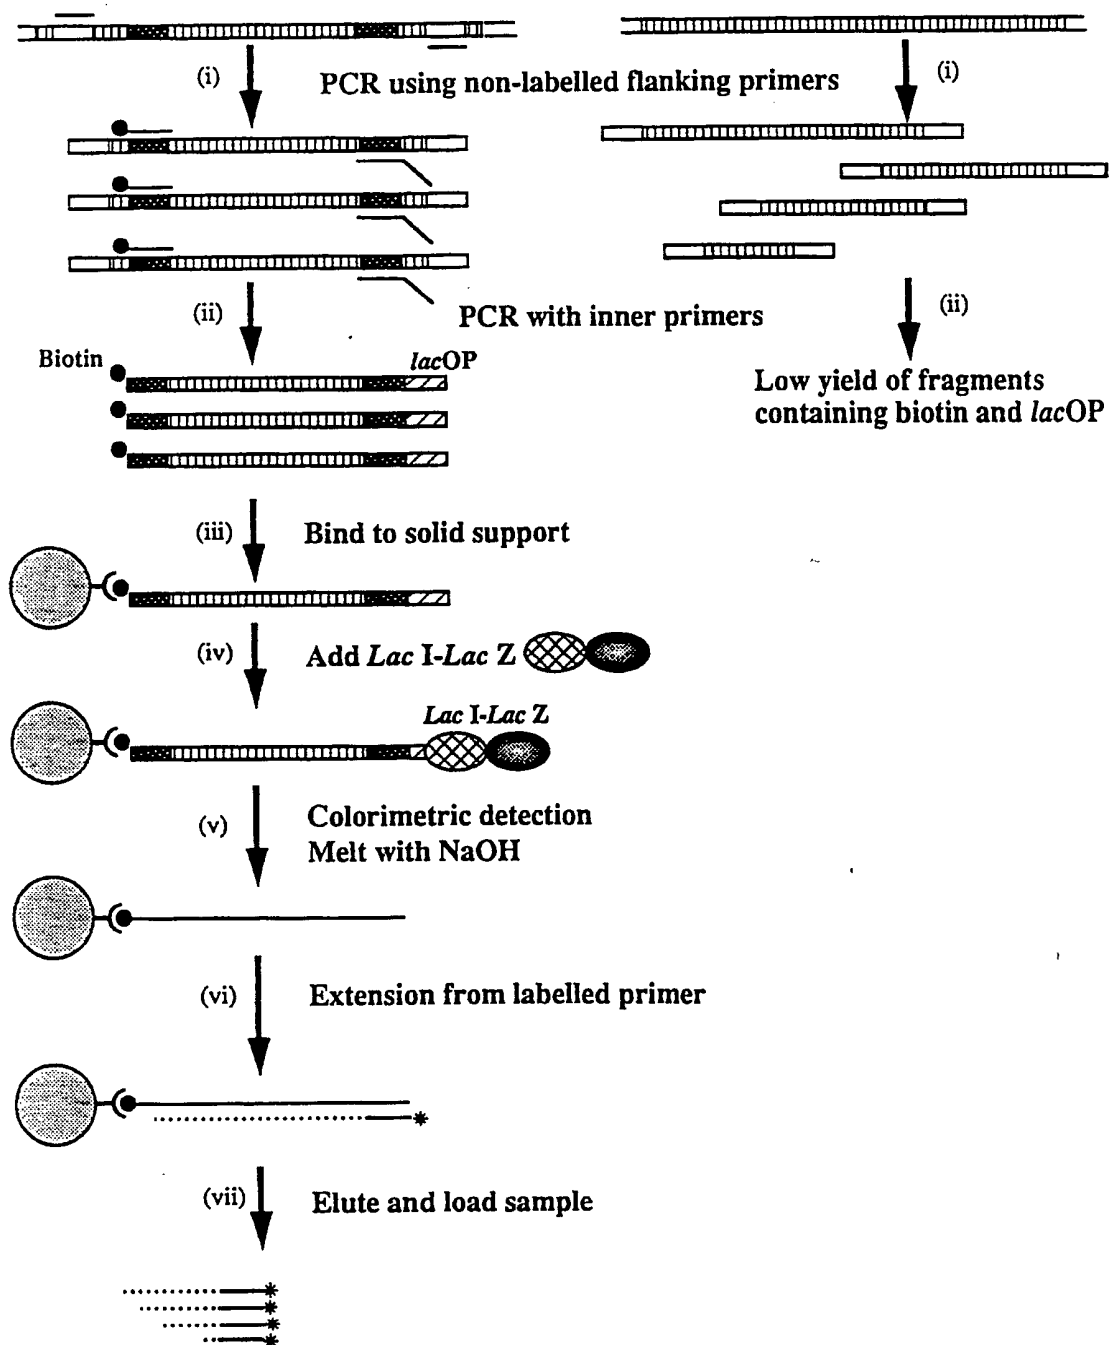 (i)
PCR using non-labelled flanking primers
(i)
(ii)
PCR with inner primers
(ii)
Biotin
lacOP
Low yield of fragments
containing biotin and lacOP
(iii)
Bind to solid support
(iv)
Add Lac I-Lac Z
Lac I-Lac Z
(v)
Colorimetric detection
Melt with NaOH
(vi)
Extension from labelled primer
(vii)
Elute and load sample